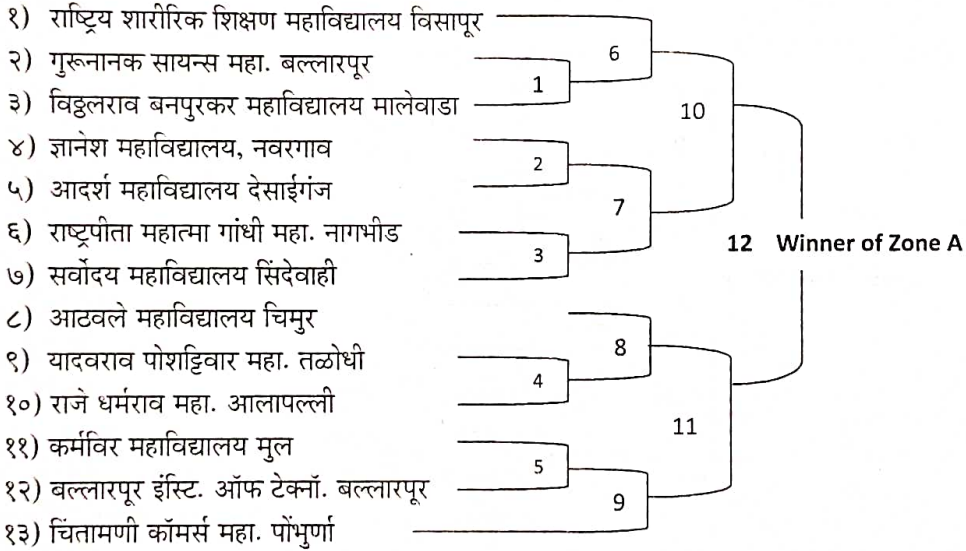 १) राष्ट्रिय शारीरिक शिक्षण महाविद्यालय विसापूर
२) गुरूनानक सायन्स महा. बल्लारपूर
३) विठ्ठलराव बनपुरकर महाविद्यालय मालेवाडा
४) ज्ञानेश महाविद्यालय, नवरगाव
५) आदर्श महाविद्यालय देसाईगंज
६) राष्ट्रपीता महात्मा गांधी महा. नागभीड
७) सर्वोदय महाविद्यालय सिंदेवाही
८) आठवले महाविद्यालय चिमुर
९) यादवराव पोशट्टिवार महा. तळोधी
१०) राजे धर्मराव महा. आलापल्ली
११) कर्मविर महाविद्यालय मुल
१२) बल्लारपूर इंस्टि. ऑफ टेक्नॉ. बल्लारपूर
१३) चिंतामणी कॉमर्स महा. पोंभुर्णा
6
1
10
2
7
3
12 Winner of Zone A
8
4
11
5
9